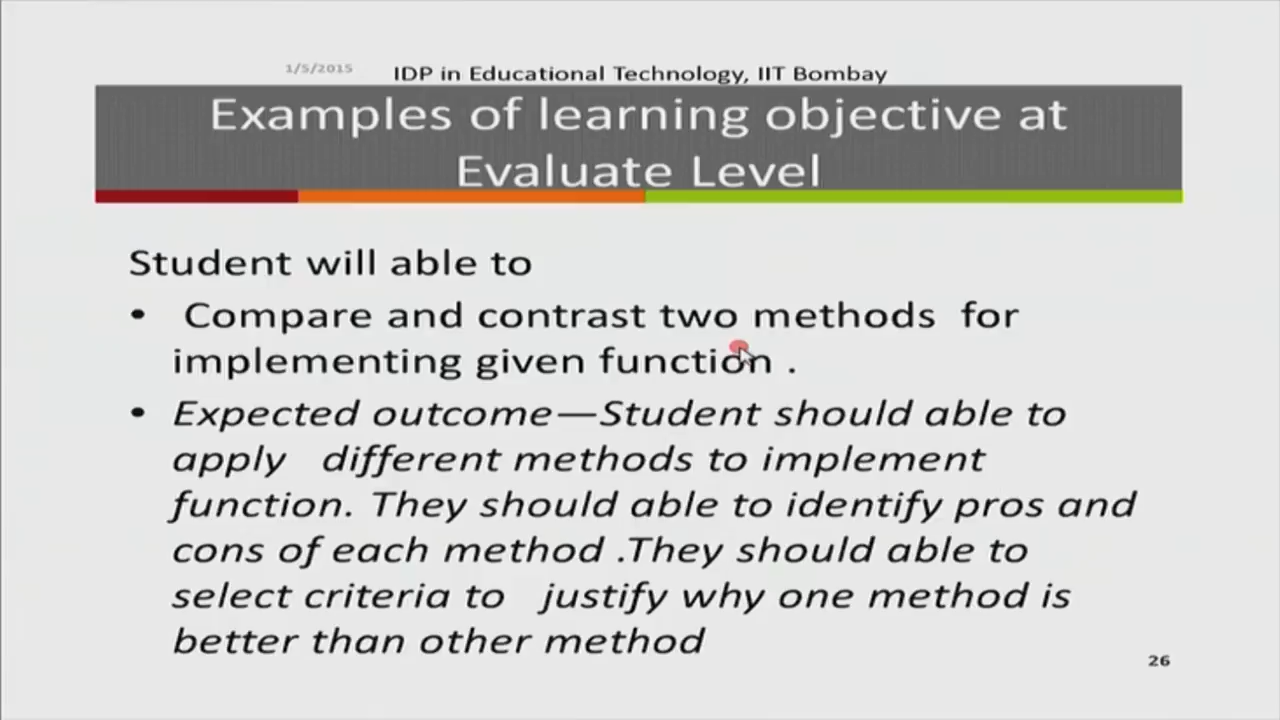 1/5/2015 IDP in Educational Technology, IIT Bombay
Examples of learning objective at
Evaluate Level
Student will able to
• Compare and contrast two methods for
implementing given function .
• Expected outcome—Student should able to
apply different methods to implement
function. They should able to identify pros and
cons of each method .They should able to
select criteria to justify why one method is
better than other method
26